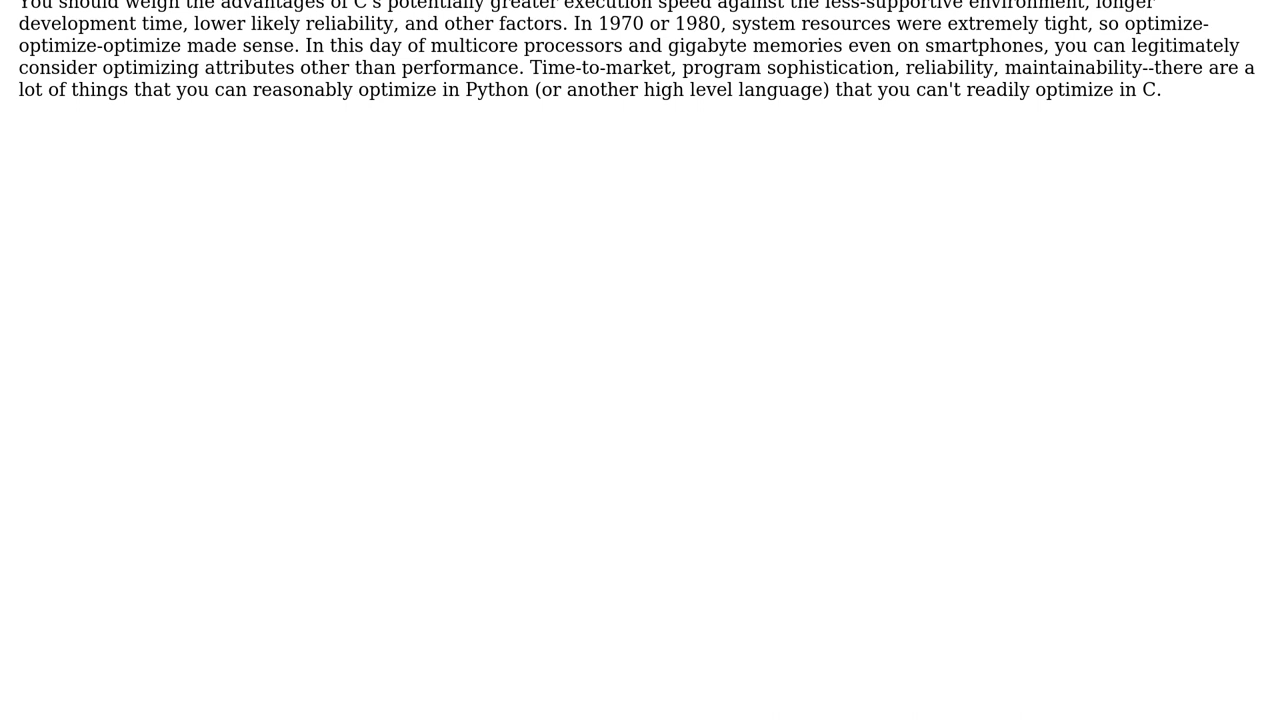 You should weigh the advantages of C's potentially greater execution speed against the less-supportive environment, longer
development time, lower likely reliability, and other factors. In 1970 or 1980, system resources were extremely tight, so optimize-
optimize-optimize made sense. In this day of multicore processors and gigabyte memories even on smartphones, you can legitimately
consider optimizing attributes other than performance. Time-to-market, program sophistication, reliability, maintainability--there are a
lot of things that you can reasonably optimize in Python (or another high level language) that you can't readily optimize in C.